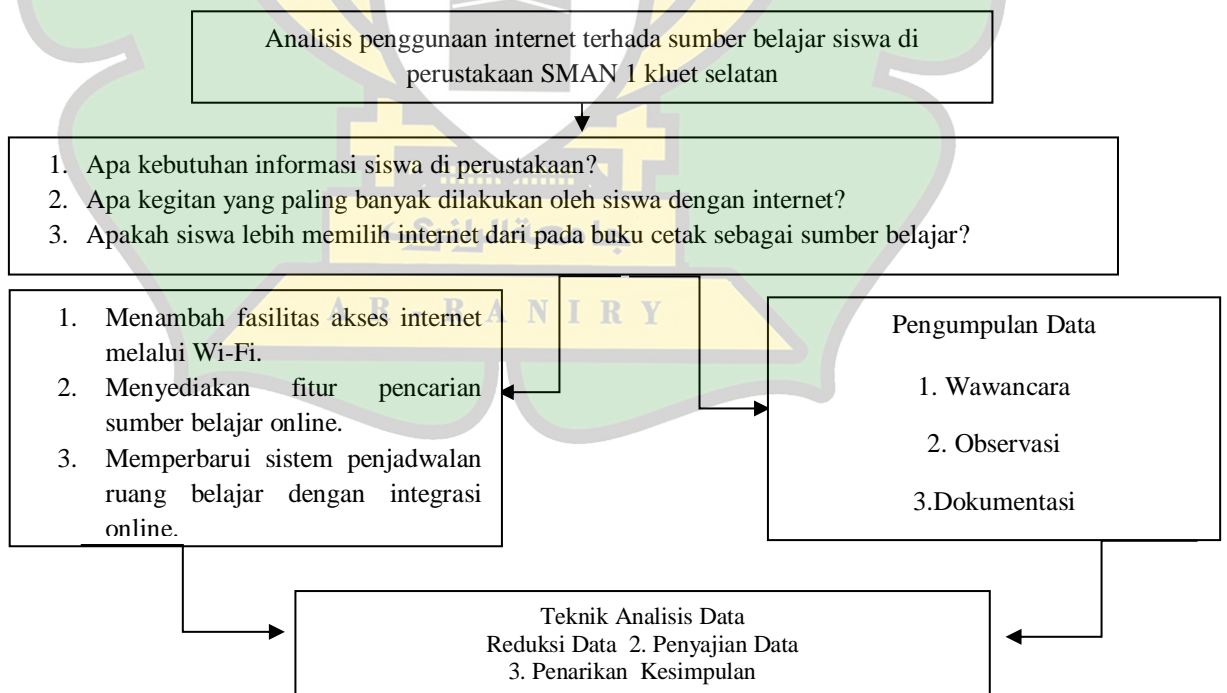 Analisis penggunaan internet terhada sumber belajar siswa di
perustakaan SMAN 1 kluet selatan
1. Apa kebutuhan informasi siswa di perustakaan?
2. Apa kegitan yang paling banyak dilakukan oleh siswa dengan internet?
3. Apakah siswa lebih memilih internet dari pada buku cetak sebagai sumber belajar?
جامعة الرانري
AR-RANIRY
1. Menambah fasilitas akses internet
melalui Wi-Fi.
2. Menyediakan fitur pencarian
sumber belajar online.
3. Memperbarui sistem penjadwalan
ruang belajar dengan integrasi
online.
Pengumpulan Data
1. Wawancara
2. Observasi
3.Dokumentasi
Teknik Analisis Data
Reduksi Data 2. Penyajian Data
3. Penarikan Kesimpulan